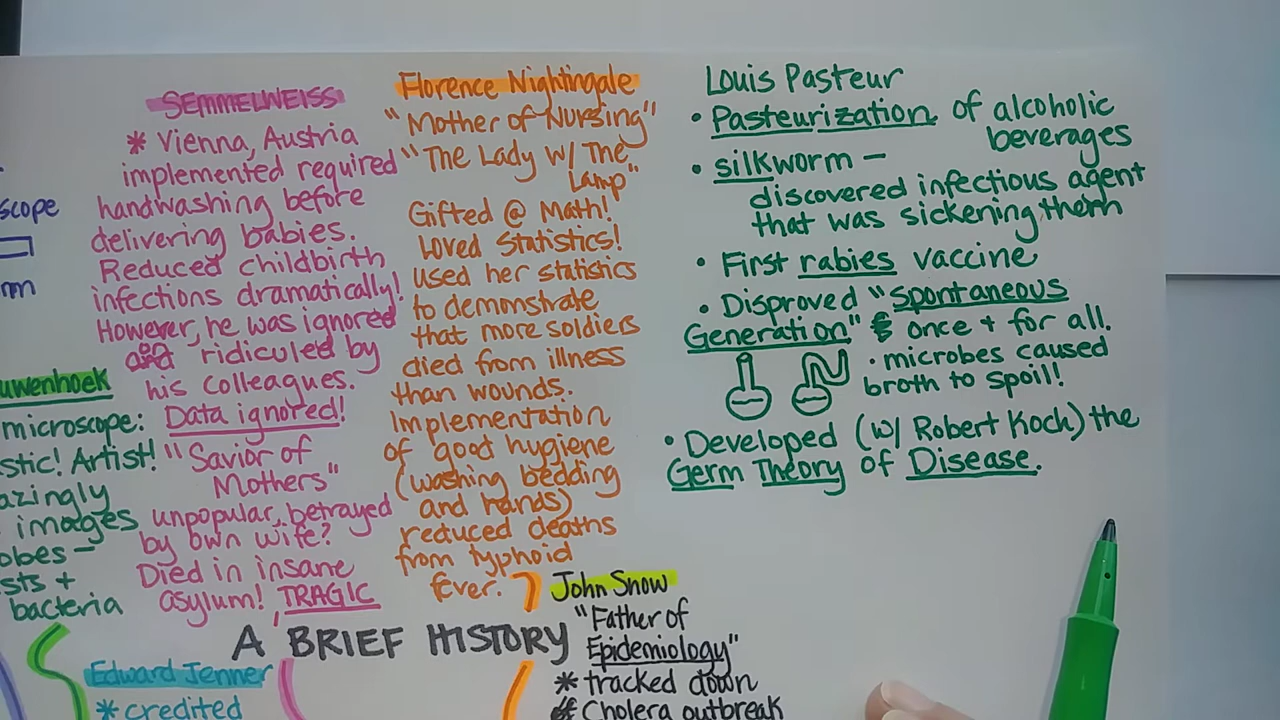 scope
rm
uwenhoek
microscope:
stic! Artist!
azingly
images
obes –
sts +
bacteria
SEMMELWEISS
* Vienna, Austria
implemented required
handwashing before
delivering babies.
Reduced childbirth
infections dramatically!
However, he was ignored
and ridiculed by
his colleagues.
Data ignored!
"Savior of
Mothers"
unpopular, betrayed
by own wife?
Died in insane
asylum! TRAGIC
Florence Nightingale
"Mother of Nursing"
"The Lady w/ The
Lamp"
Gifted @ Math!
Loved Statistics!
used her statistics
to demonstrate
that more soldiers
died from illness
than wounds.
Implementation
of good hygiene
(washing bedding
and hands)
reduced deaths
from typhoid
fever.
Louis Pasteur
• Pasteurization of alcoholic
beverages
• silkworm –
discovered infectious agent
that was sickening them
• First rabies vaccine
• Disproved "spontaneous
Generation" once + for all.
• microbes caused
broth to spoil!
• Developed (w/ Robert Koch) the
Germ Theory of Disease.
A BRIEF HISTORY
Edward Jenner
* credited
John Snow
"Father of
Epidemiology"
* tracked down
Cholera outbreak